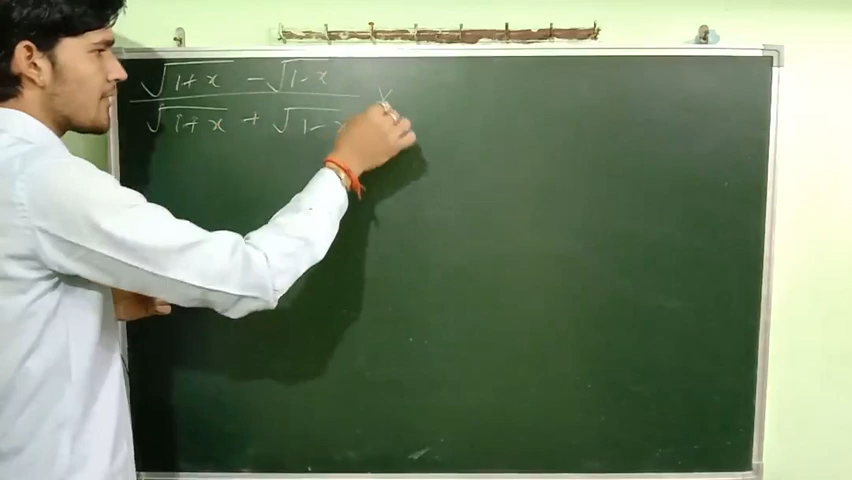 √1+x - √1-x
√1+x + √1-x ×